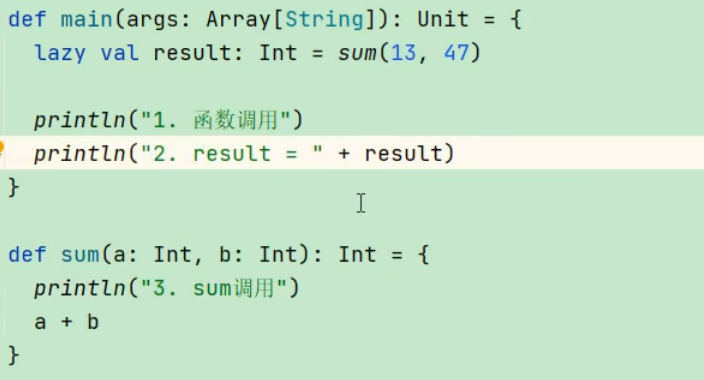 def main(args: Array[String]): Unit = {
  lazy val result: Int = sum(13, 47)
  println("1. 函数调用")
  println("2. result = " + result)
}
def sum(a: Int, b: Int): Int = {
  println("3. sum调用")
  a + b
}